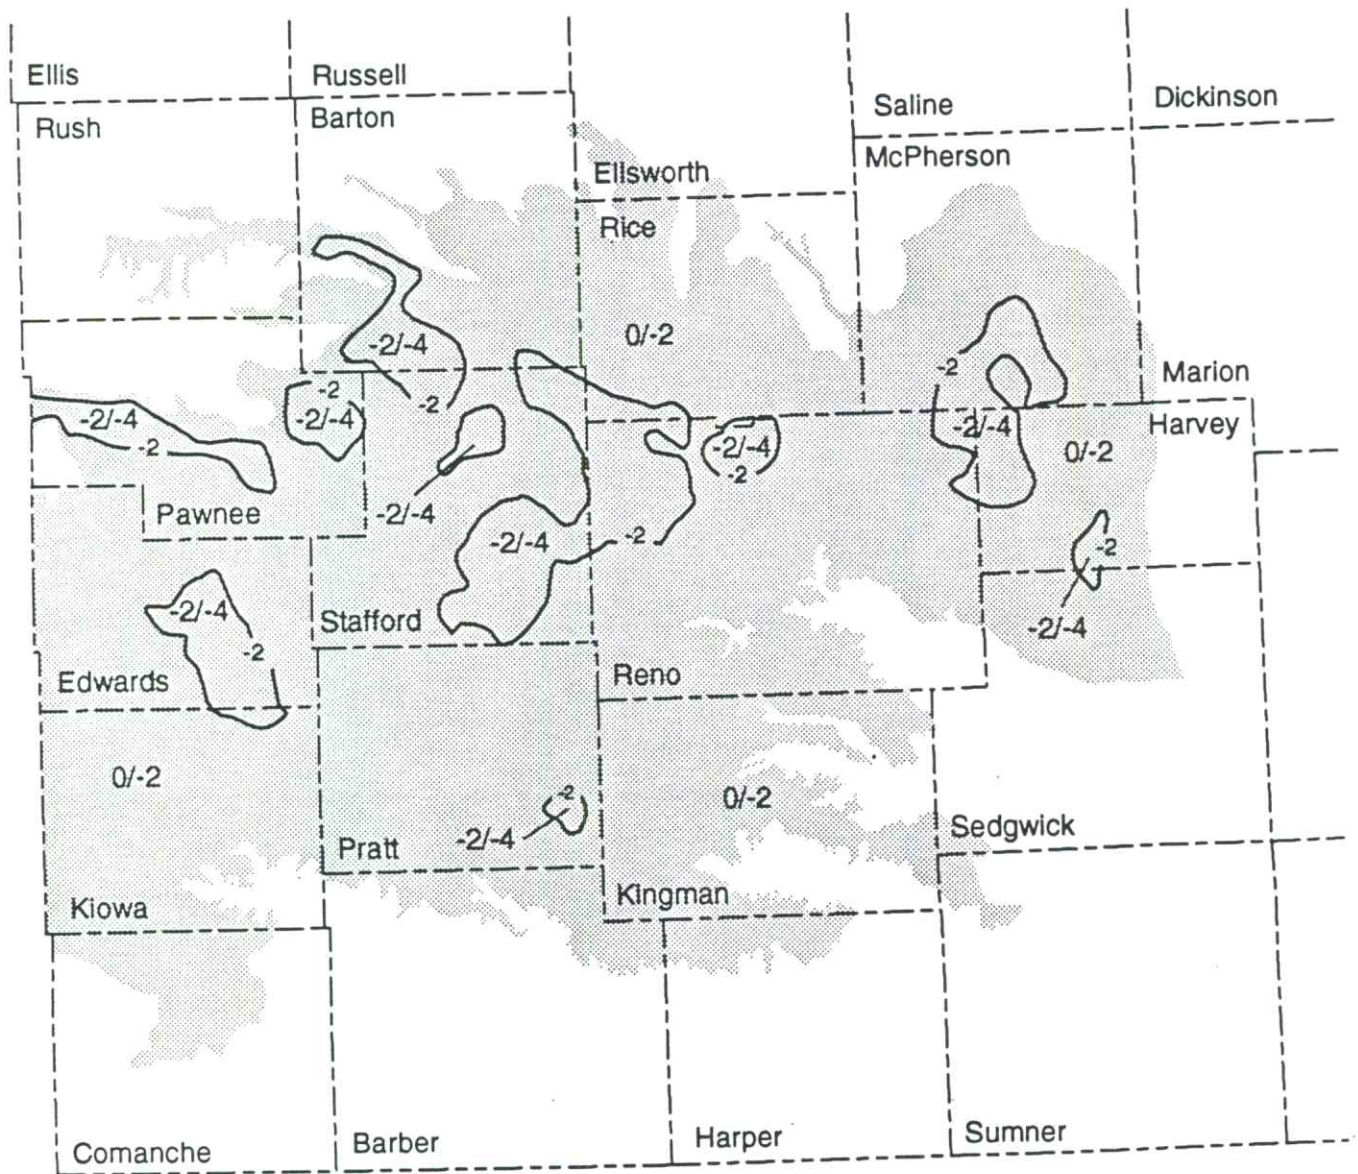 Ellis
Russell
Saline
Dickinson
Rush
Barton
McPherson
Ellsworth
Rice
0/-2
-2/-4
-2
Marion
-2
-2/-4
-2
-2/-4
-2
Harvey
-2/-4
0/-2
-2/-4
-2
-2
Pawnee
-2/-4
-2/-4
-2
-2
-2/-4
Stafford
-2/-4
-2
Edwards
Reno
0/-2
0/-2
-2
Pratt
-2/-4
Sedgwick
Kiowa
Kingman
Comanche
Barber
Harper
Sumner